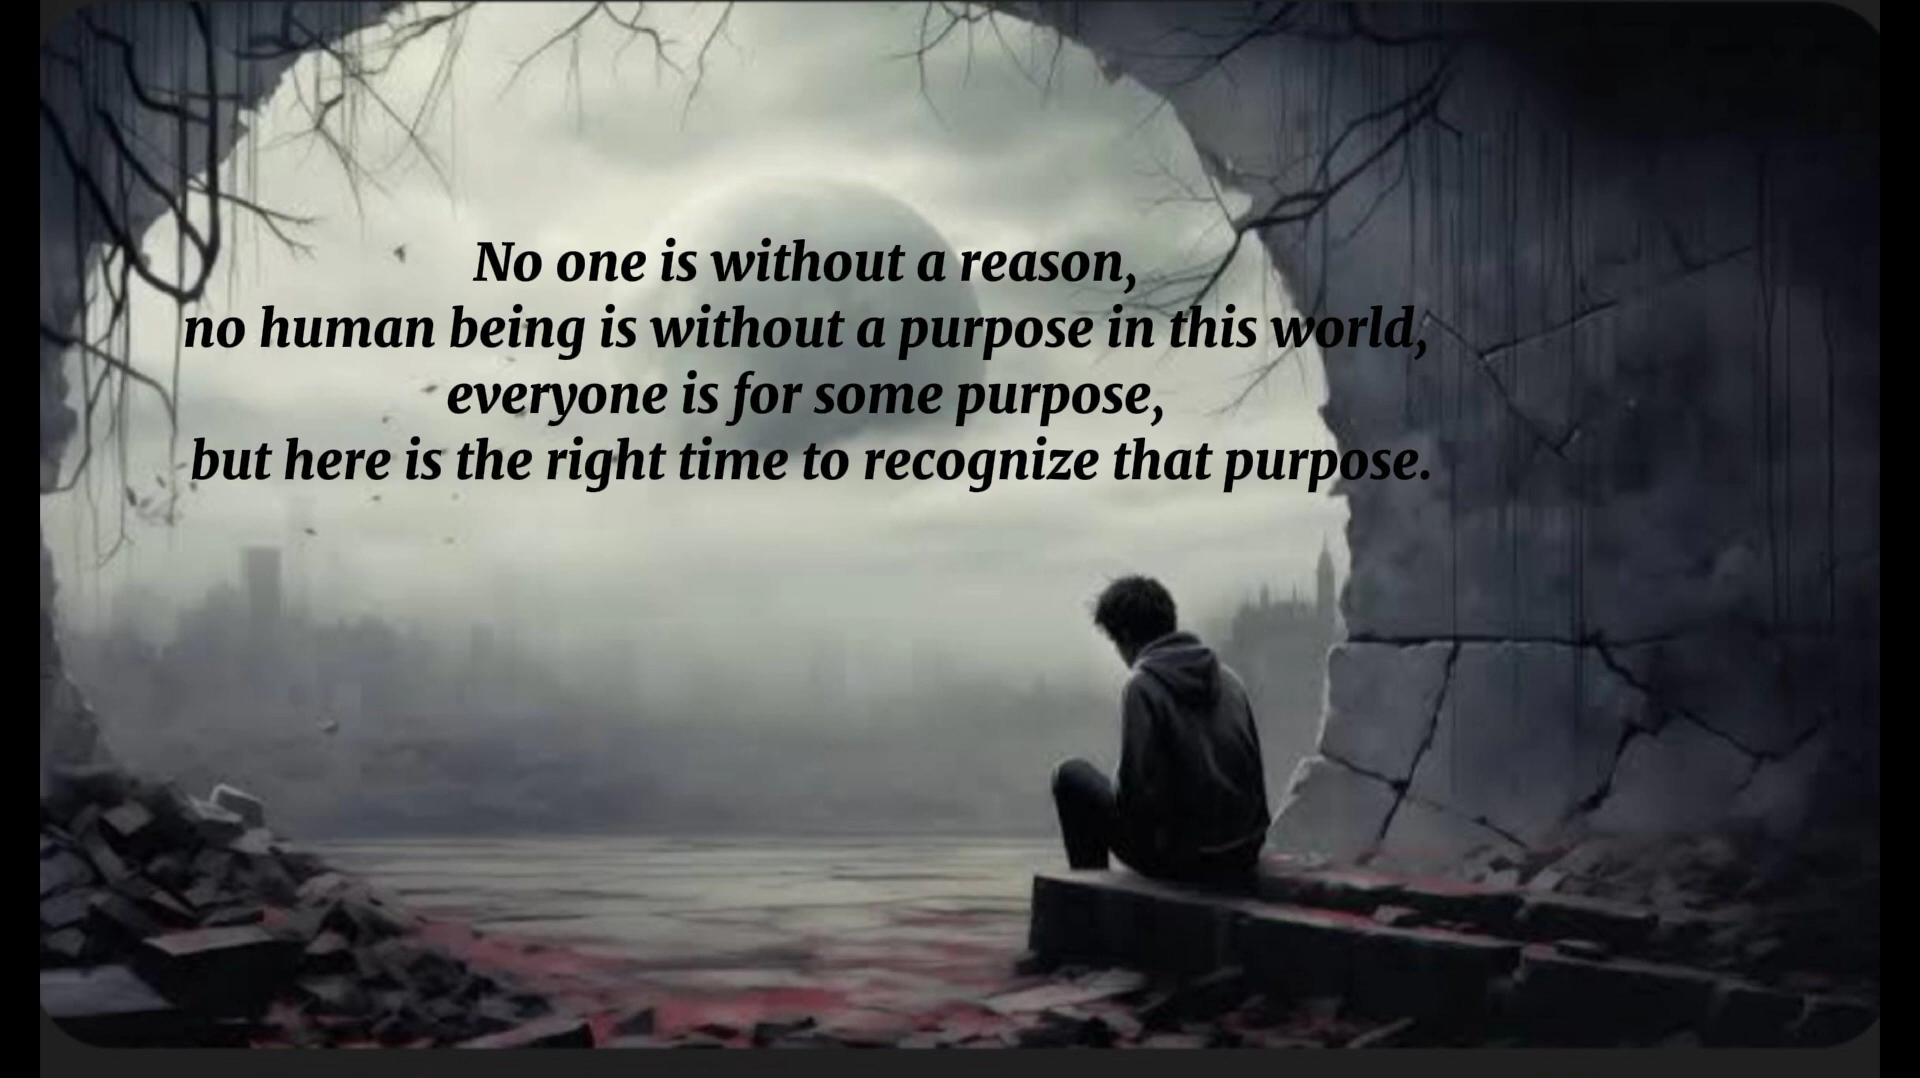 No one is without a reason,
no human being is without a purpose in this world,
everyone is for some purpose,
but here is the right time to recognize that purpose.